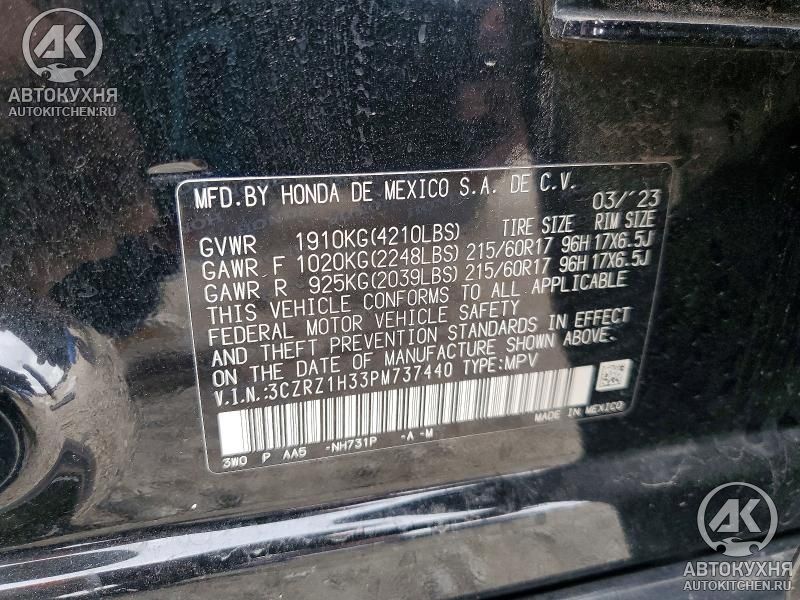 AK
АВТОКУХНЯ
AUTOKITCHEN.RU
MFD.BY HONDA DE MEXICO S.A. DE C.V.
03/'23
TIRE SIZE RIM SIZE
GVWR 1910KG(4210LBS)
GAWR F 1020KG(2248LBS) 215/60R17 96H 17X6.5J
GAWR R 925KG(2039LBS) 215/60R17 96H 17X6.5J
THIS VEHICLE CONFORMS TO ALL APPLICABLE
FEDERAL MOTOR VEHICLE SAFETY
AND THEFT PREVENTION STANDARDS IN EFFECT
ON THE DATE OF MANUFACTURE SHOWN ABOVE.
V.I.N.:3CZRZ1H33PM737440 TYPE:MPV
MADE IN MEXICO
3W0 P AA5 -NH731P -A -M
AK
АВТОКУХНЯ
AUTOKITCHEN.RU